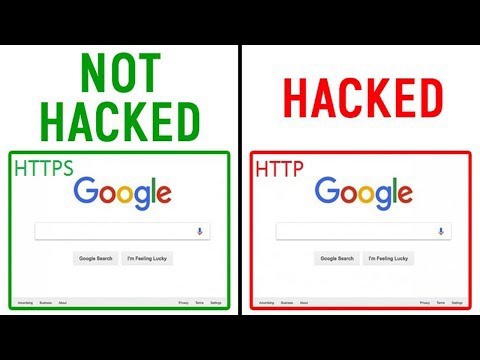 NOT
HACKED
HTTPS
Google
Google Search
I'm Feeling Lucky
Advertising
Business
About
Privacy
Terms
Settings
HACKED
HTTP
Google
Google Search
I'm Feeling Lucky
Advertising
Business
About
Privacy
Terms
Settings